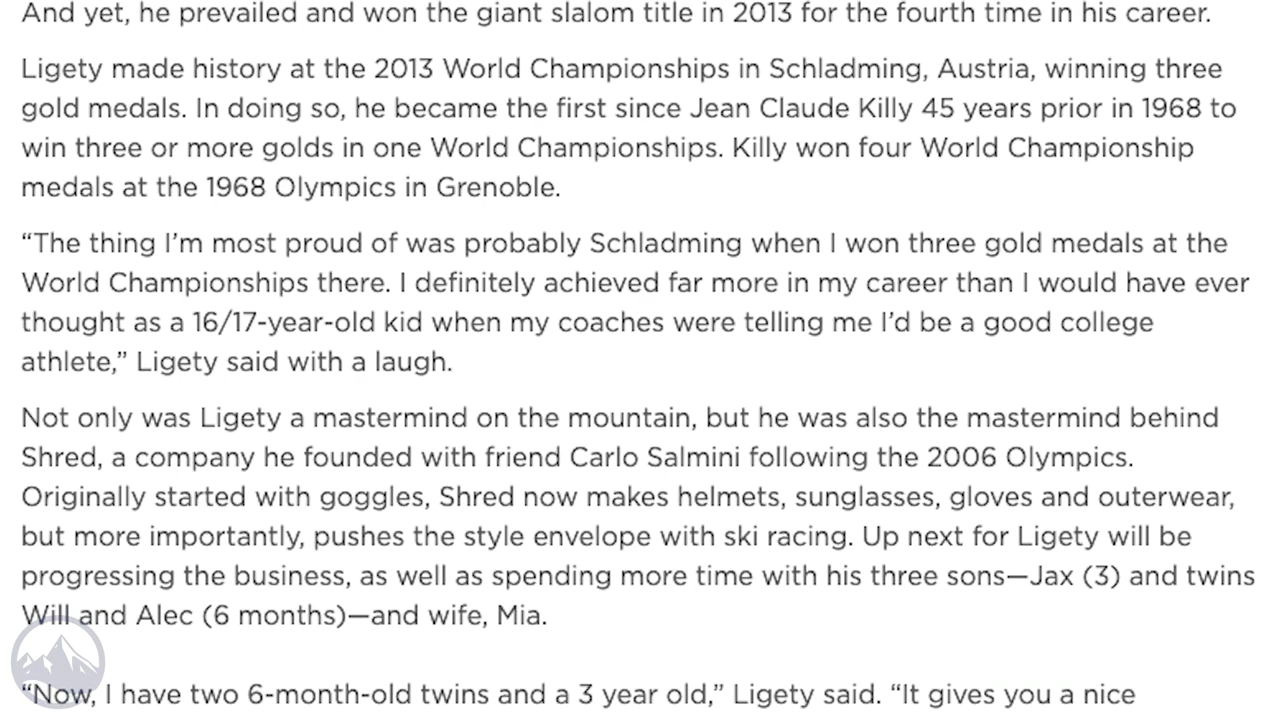 And yet, he prevailed and won the giant slalom title in 2013 for the fourth time in his career.
Ligety made history at the 2013 World Championships in Schladming, Austria, winning three
gold medals. In doing so, he became the first since Jean Claude Killy 45 years prior in 1968 to
win three or more golds in one World Championships. Killy won four World Championship
medals at the 1968 Olympics in Grenoble.
“The thing I’m most proud of was probably Schladming when I won three gold medals at the
World Championships there. I definitely achieved far more in my career than I would have ever
thought as a 16/17-year-old kid when my coaches were telling me I’d be a good college
athlete,” Ligety said with a laugh.
Not only was Ligety a mastermind on the mountain, but he was also the mastermind behind
Shred, a company he founded with friend Carlo Salmini following the 2006 Olympics.
Originally started with goggles, Shred now makes helmets, sunglasses, gloves and outerwear,
but more importantly, pushes the style envelope with ski racing. Up next for Ligety will be
progressing the business, as well as spending more time with his three sons—Jax (3) and twins
Will and Alec (6 months)—and wife, Mia.
“Now, I have two 6-month-old twins and a 3 year old,” Ligety said. “It gives you a nice